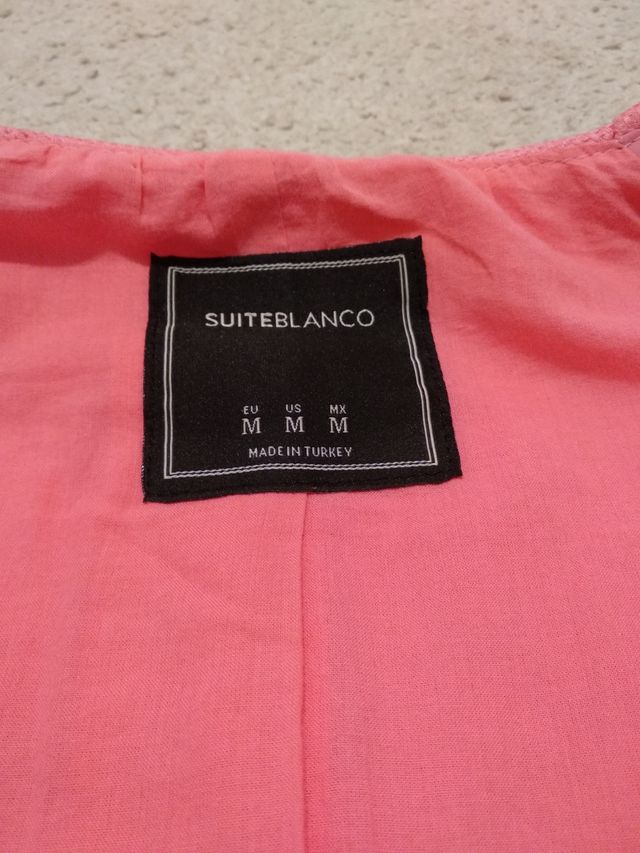 SUITEBLANCO
EU US MX
M M M
MADE IN TURKEY